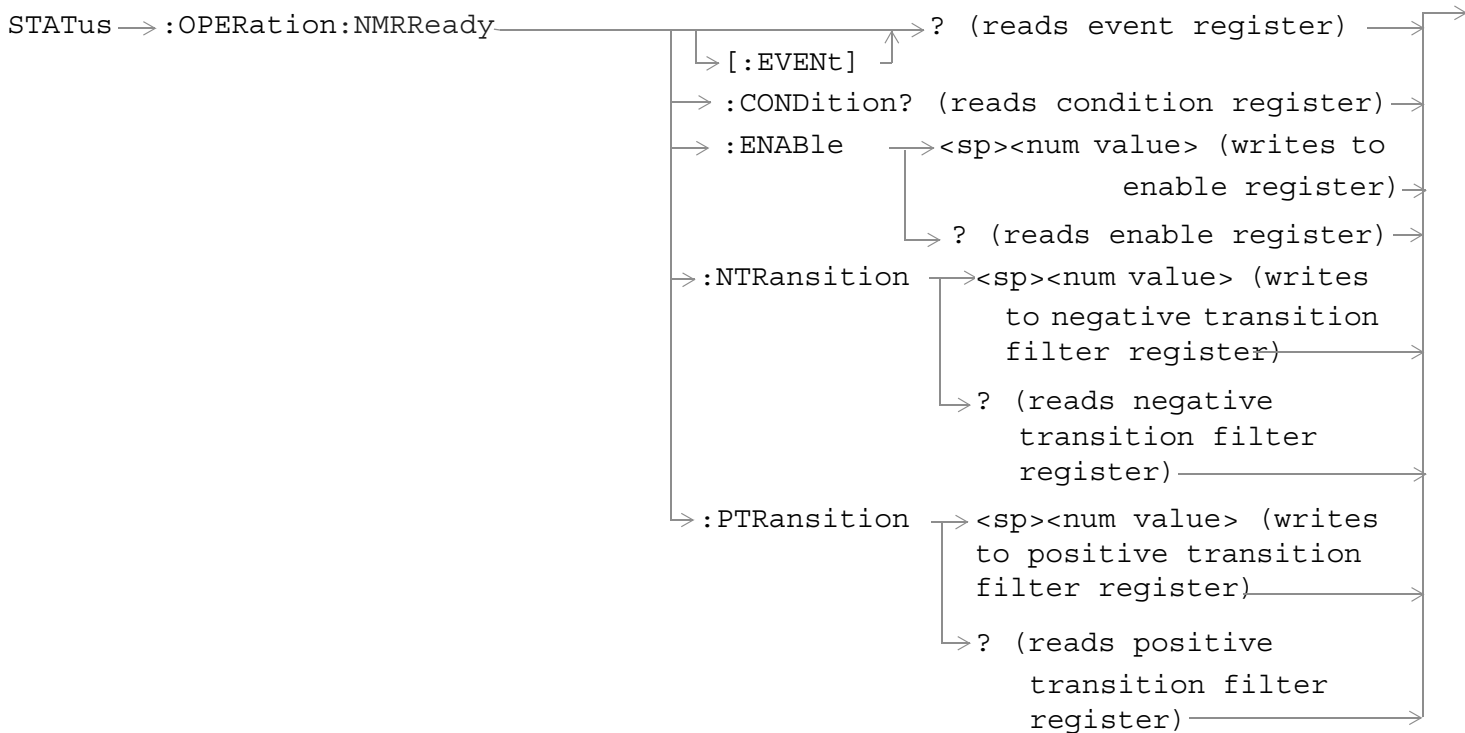 STATus :OPERation:NMRReady ? (reads event register)
[:EVENt]
:CONDition? (reads condition register)
:ENABle <sp><num value> (writes to
enable register)
? (reads enable register)
:NTRansition <sp><num value> (writes
to negative transition
filter register)
? (reads negative
transition filter
register)
:PTRansition <sp><num value> (writes
to positive transition
filter register)
? (reads positive
transition filter
register)